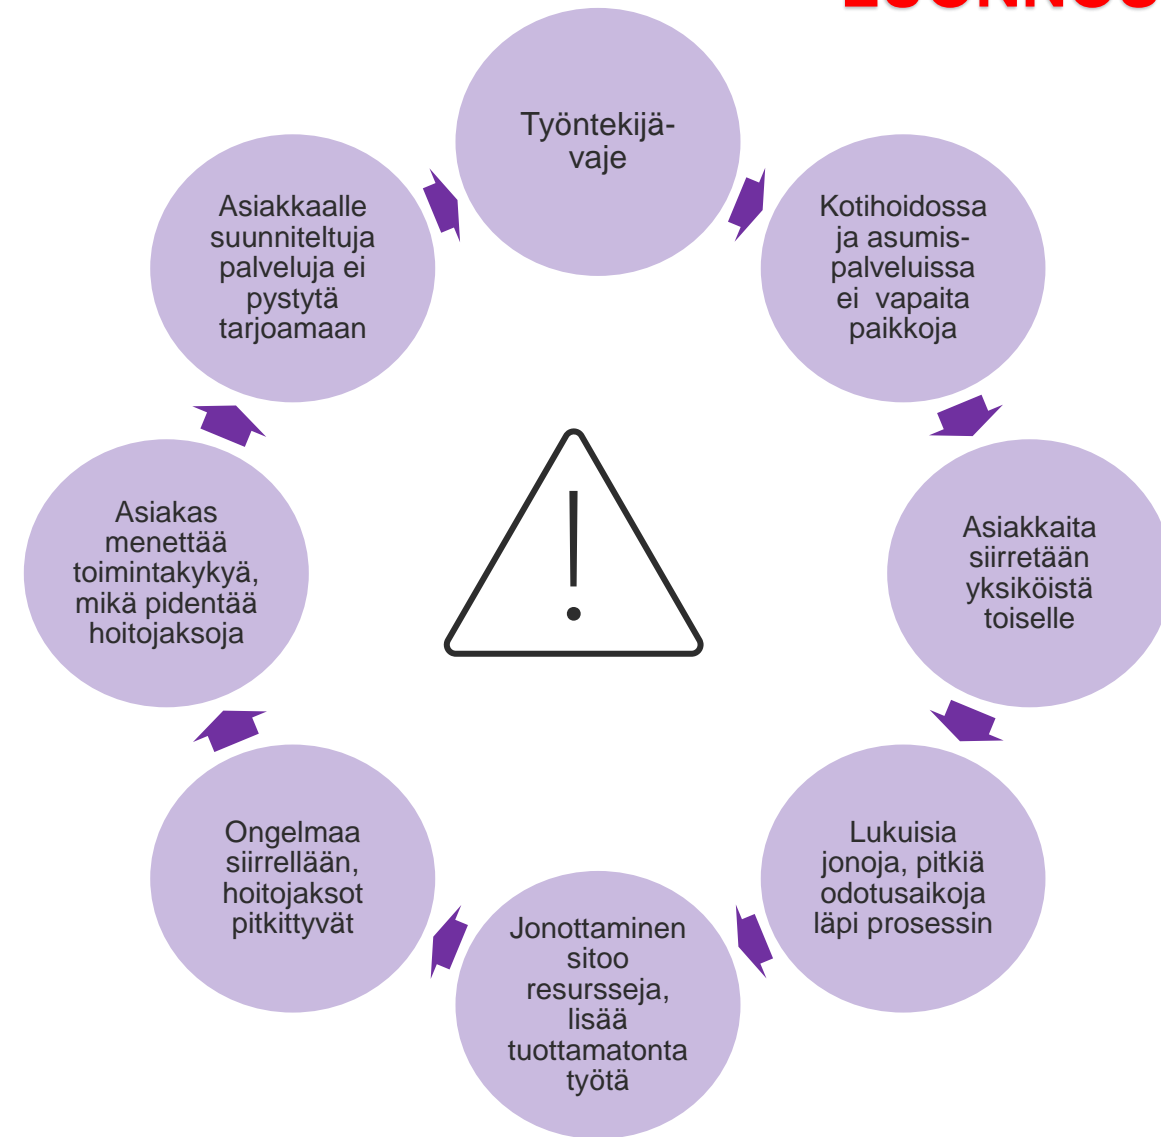 LUONNOS
Työntekijä-
vaje
Kotihoidossa
ja asumis-
palveluissa
ei  vapaita
paikkoja
Asiakkaita
siirretään
yksiköistä
toiselle
Lukuisia
jonoja, pitkiä
odotusaikoja
läpi prosessin
Jonottaminen
sitoo
resursseja,
lisää
tuottamatonta
työtä
Ongelmaa
siirrellään,
hoitojaksot
pitkittyvät
Asiakas
menettää
toimintakykyä,
mikä pidentää
hoitojaksoja
Asiakkaalle
suunniteltuja
palveluja ei
pystytä
tarjoamaan
!